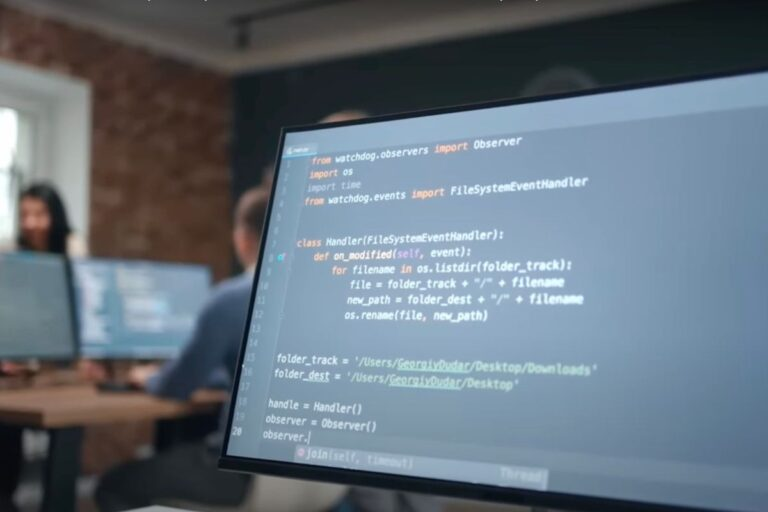 from watchdog.observers import Observer
import os
import time
from watchdog.events import FileSystemEventHandler
class Handler(FileSystemEventHandler):
def on_modified(self, event):
for filename in os.listdir(folder_track):
file = folder_track + "/" + filename
new_path = folder_dest + "/" + filename
os.rename(file, new_path)
folder_track = '/Users/GeorgiyDudar/Desktop/Downloads'
folder_dest = '/Users/GeorgiyDudar/Desktop'
handle = Handler()
observer = Observer()
20 observer.
join(self, timeout) Thread